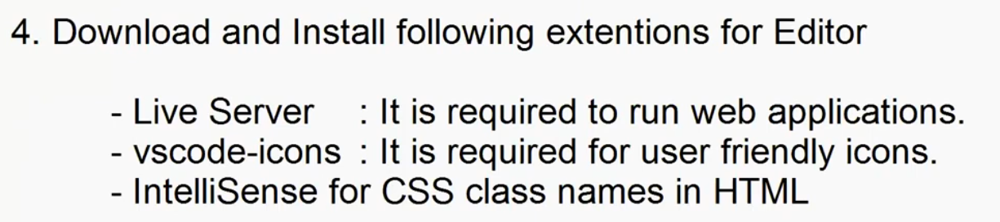 4. Download and Install following extentions for Editor
- Live Server : It is required to run web applications.
- vscode-icons : It is required for user friendly icons.
- IntelliSense for CSS class names in HTML